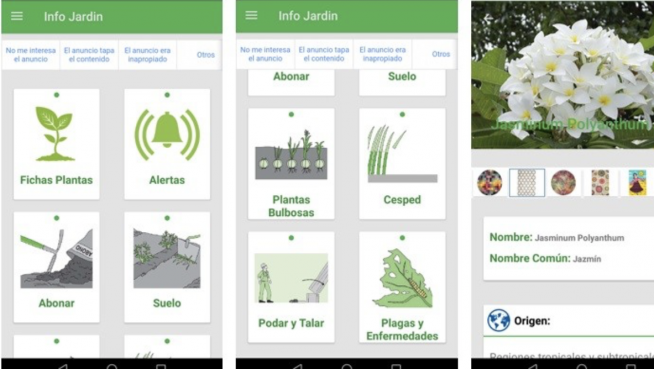 Info Jardin
No me interesa
el anuncio
El anuncio tapa
el contenido
El anuncio era
inapropiado
Otros
Fichas Plantas
Alertas
Abonar
Suelo
Info Jardin
No me interesa
el anuncio
El anuncio tapa
el contenido
El anuncio era
inapropiado
Otros
Abonar
Suelo
Plantas
Bulbosas
Cesped
Podar y Talar
Plagas y
Enfermedades
Jasminum Polyanthum
Nombre: Jasminum Polyanthum
Nombre Común: Jazmín
Origen:
Regiones tropicales y subtropicale